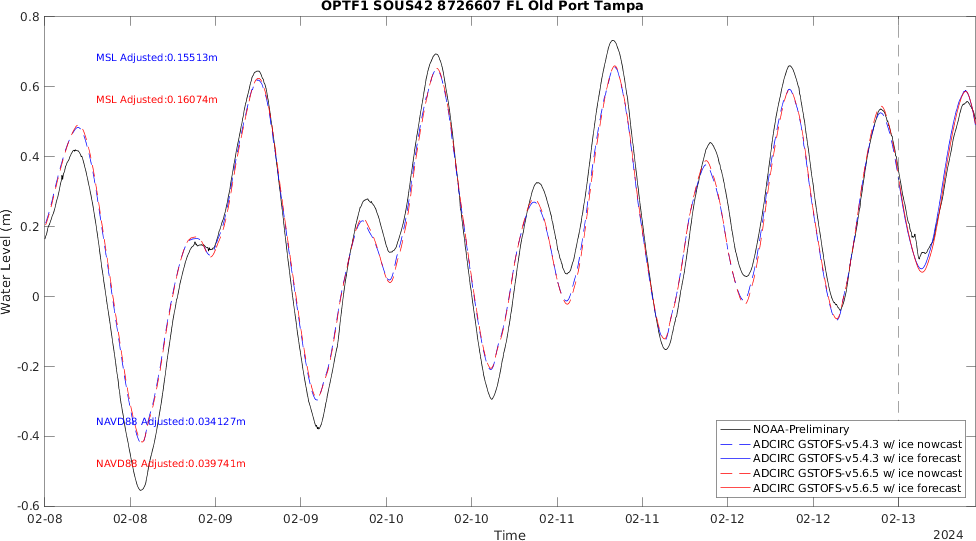 OPTF1 SOUS42 8726607 FL Old Port Tampa
0.8
0.6
0.4
0.2
0
-0.2
-0.4
-0.6
Water Level (m)
MSL Adjusted:0.15513m
MSL Adjusted:0.16074m
NAVD88 Adjusted:0.034127m
NAVD88 Adjusted:0.039741m
NOAA-Preliminary
ADCIRC GSTOFS-v5.4.3 w/ ice nowcast
ADCIRC GSTOFS-v5.4.3 w/ ice forecast
ADCIRC GSTOFS-v5.6.5 w/ ice nowcast
ADCIRC GSTOFS-v5.6.5 w/ ice forecast
02-08 02-08 02-09 02-09 02-10 02-10 02-11 02-11 02-12 02-12 02-13
Time
2024